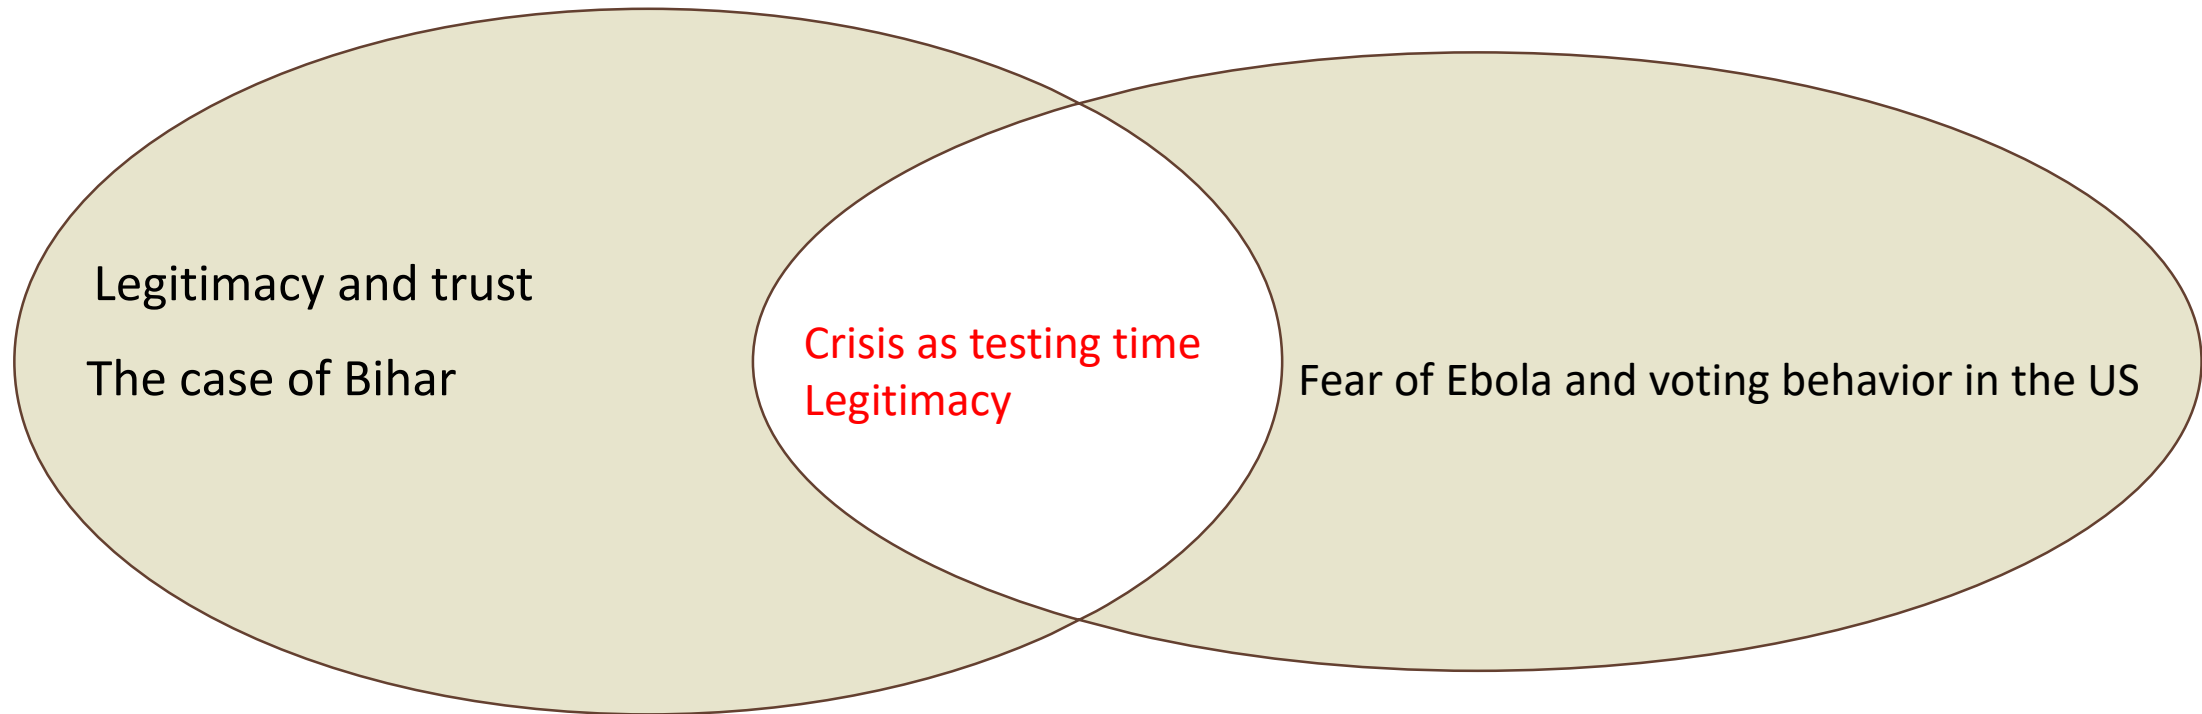 Legitimacy and trust
The case of Bihar
Crisis as testing time
Legitimacy
Fear of Ebola and voting behavior in the US